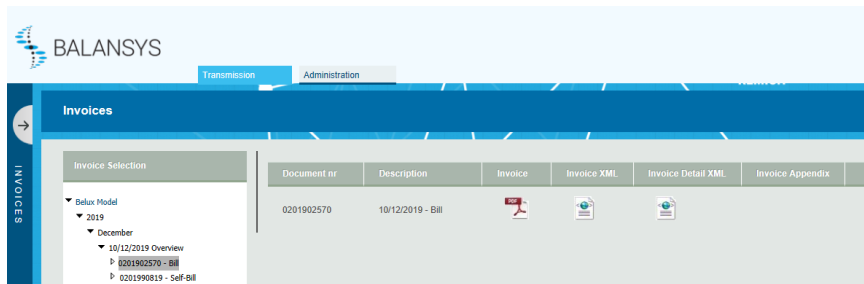 BALANSYS
Transmission
Administration
Invoices
INVOICES
Invoice Selection
Document nr Description Invoice Invoice XML Invoice Detail XML Invoice Appendix
Belux Model
2019
December
10/12/2019 Overview
0201902570 - Bill
0201990819 - Self-Bill
0201902570 10/12/2019 - Bill
PDF